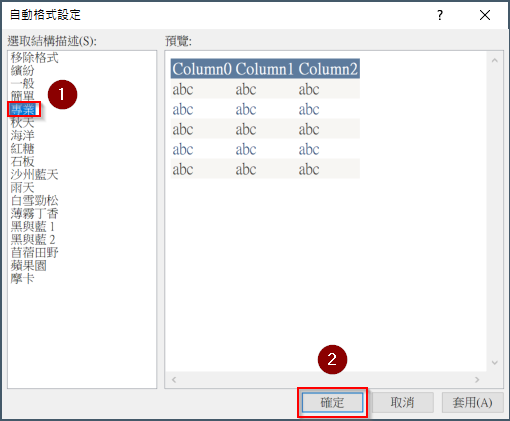 自動格式設定
?
選取結構描述(S):
移除格式
繽紛
一般
簡單
專業
秋天
海洋
紅糖
石板
沙州藍天
雨天
白雪勁松
薄霧丁香
黑與藍 1
黑與藍 2
苜蓿田野
蘋果園
摩卡
1
預覽:
Column0 Column1 Column2
abc abc abc
abc abc abc
abc abc abc
abc abc abc
abc abc abc
2
確定
取消
套用(A)